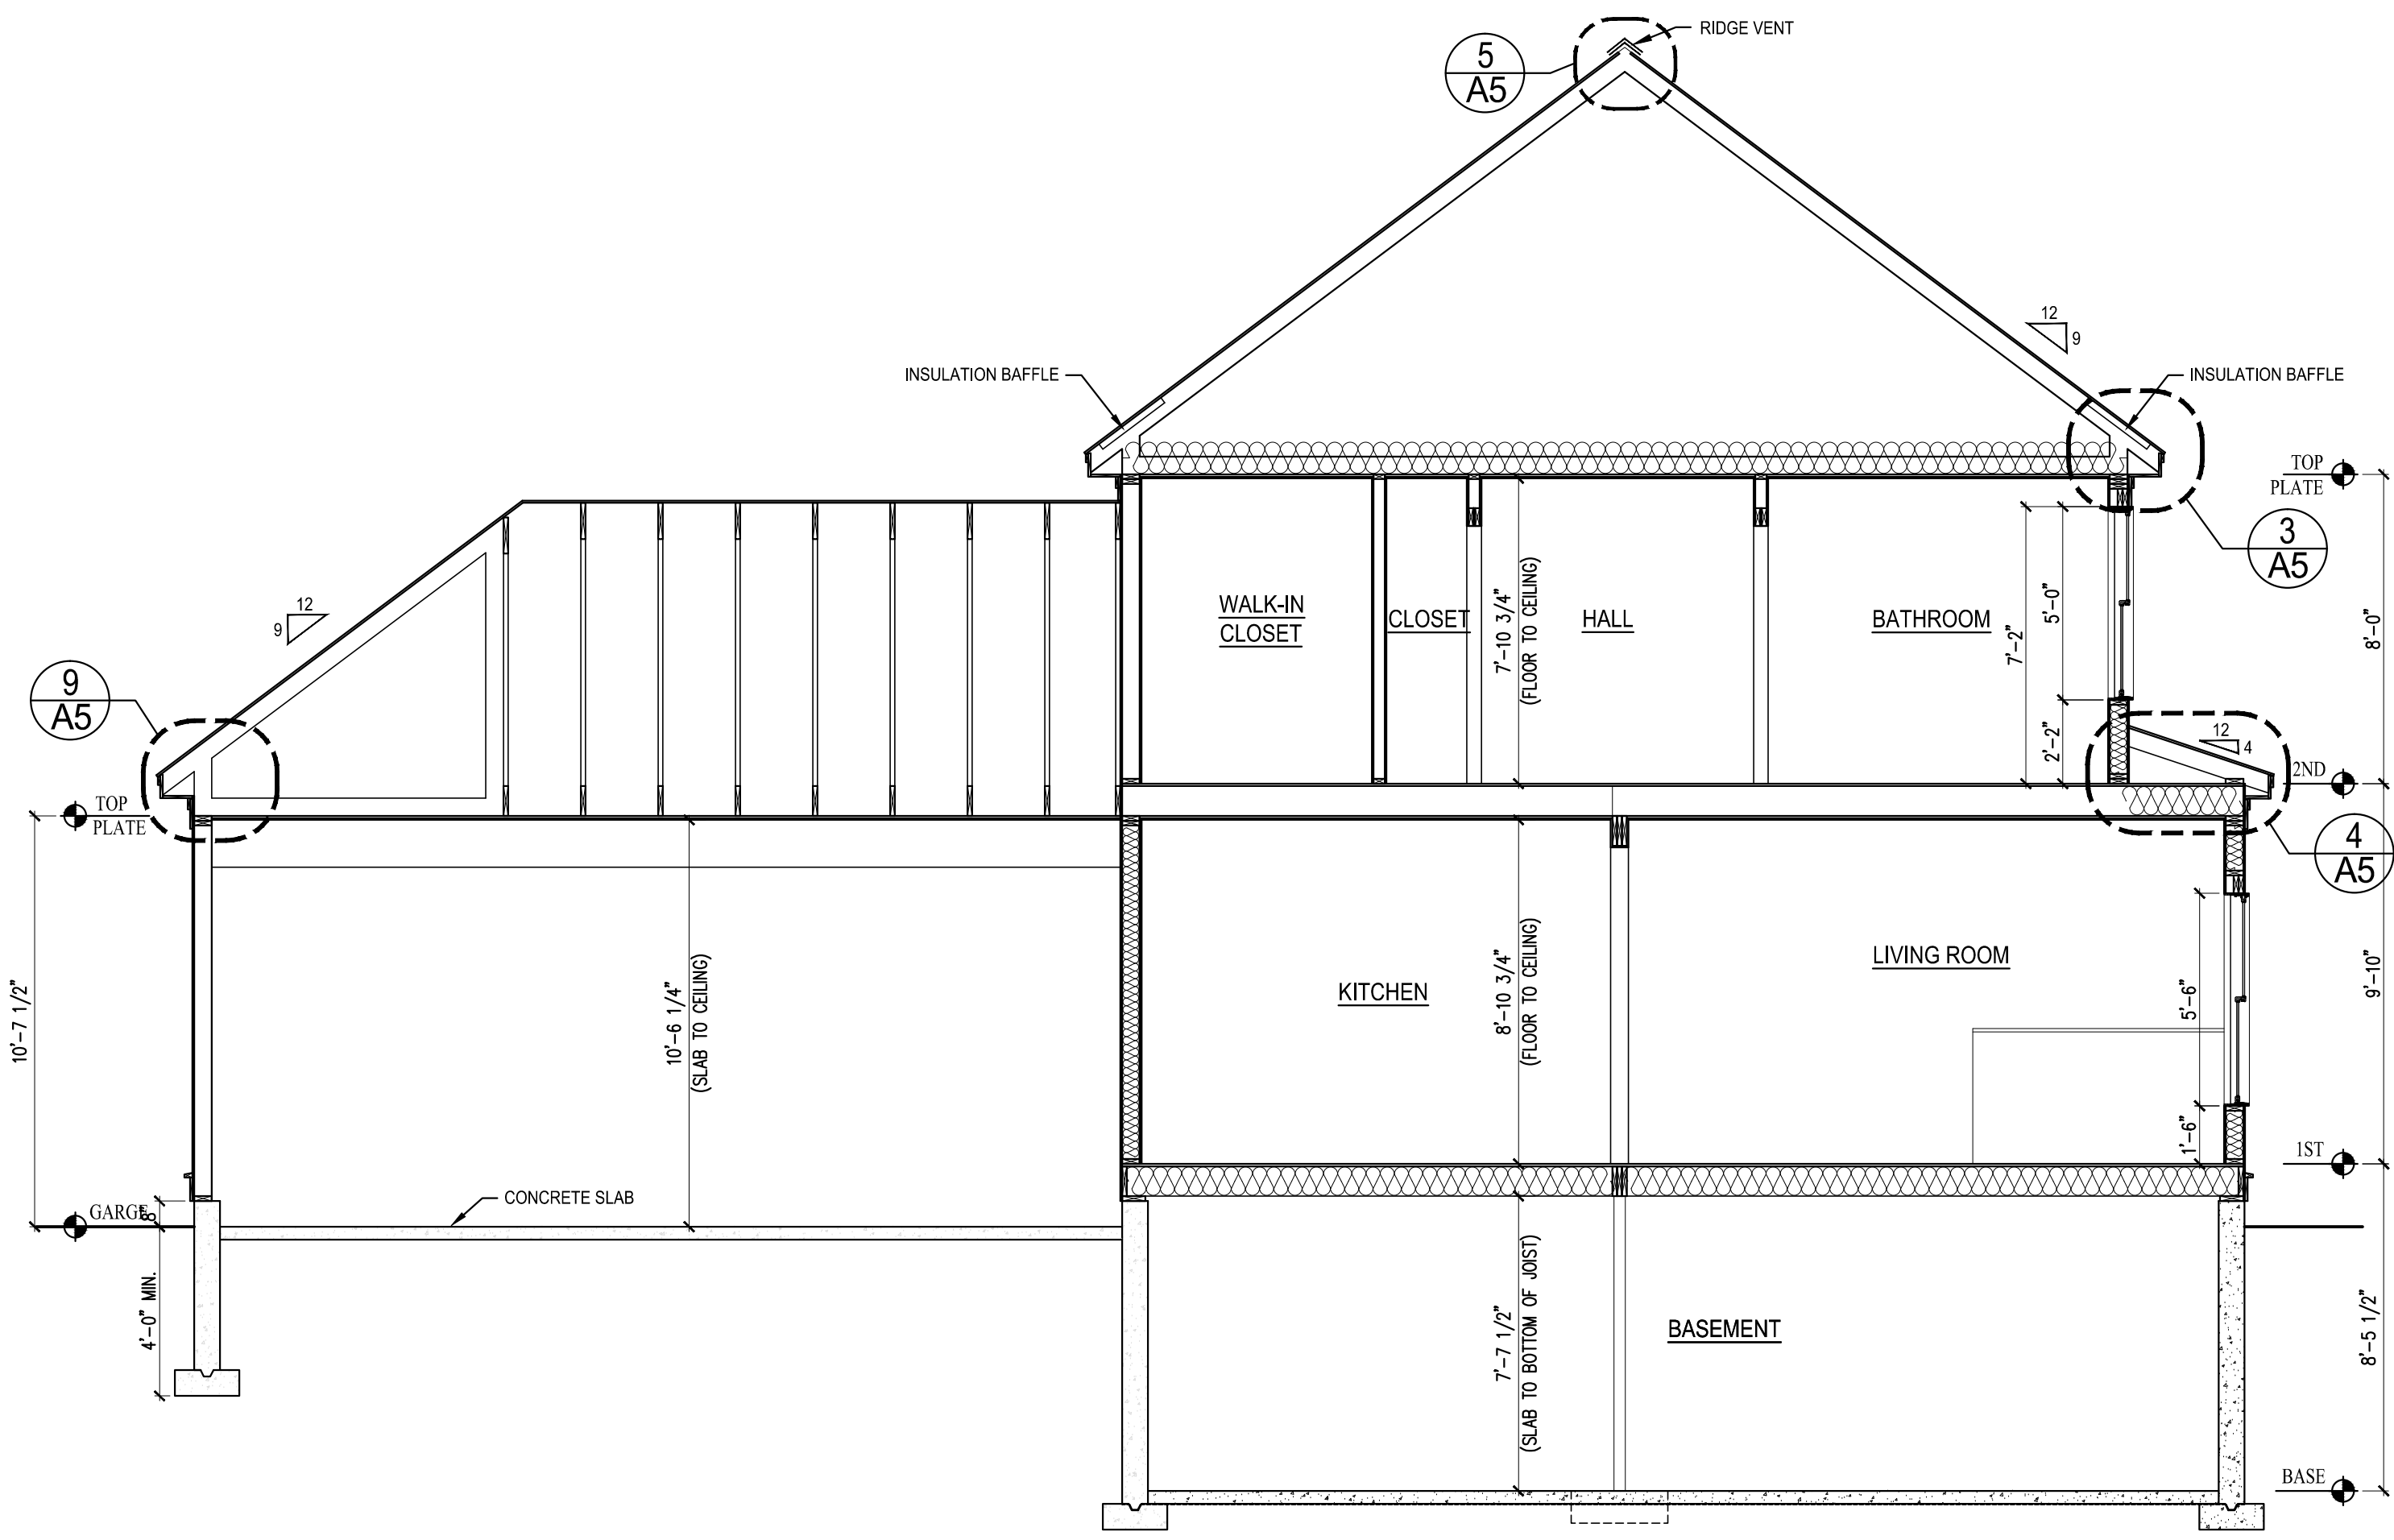 RIDGE VENT
5
A5
12
9
INSULATION BAFFLE
INSULATION BAFFLE
TOP
PLATE
3
A5
WALK-IN
CLOSET
CLOSET
7'-10 3/4"
(FLOOR TO CEILING)
HALL
BATHROOM
7'-2"
5'-0"
2'-2"
8'-0"
12
9
9
A5
12
4
2ND
TOP
PLATE
4
A5
10'-7 1/2"
10'-6 1/4"
(SLAB TO CEILING)
KITCHEN
8'-10 3/4"
(FLOOR TO CEILING)
LIVING ROOM
5'-6"
1'-6"
9'-10"
1ST
GARGE
8"
CONCRETE SLAB
4'-0" MIN.
7'-7 1/2"
(SLAB TO BOTTOM OF JOIST)
BASEMENT
8'-5 1/2"
BASE